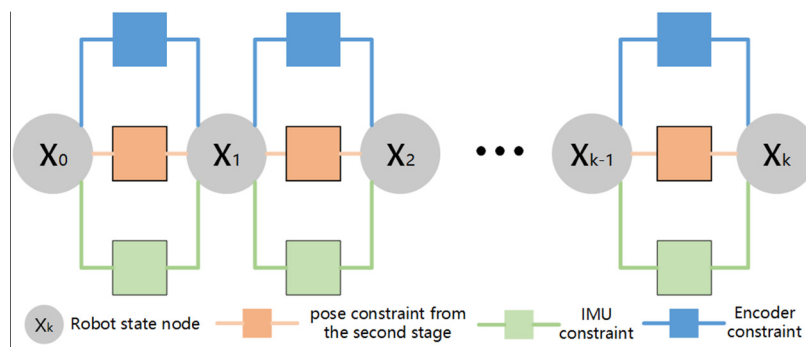 X₀ X₁ X₂ ••• Xₖ₋₁ Xₖ
Xₖ Robot state node
pose constraint from
the second stage
IMU
constraint
Encoder
constraint